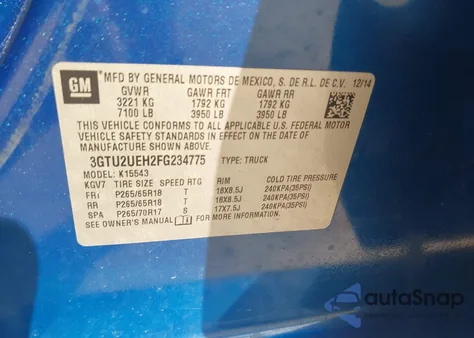 GM
MFD BY GENERAL MOTORS DE MEXICO, S. DE R.L. DE C.V. 12/14
GVWR GAWR FRT GAWR RR
3221 KG 1792 KG 1792 KG
7100 LB 3950 LB 3950 LB
THIS VEHICLE CONFORMS TO ALL APPLICABLE U.S. FEDERAL MOTOR
VEHICLE SAFETY STANDARDS IN EFFECT ON THE DATE OF
MANUFACTURE SHOWN ABOVE.
3GTU2UEH2FG234775 TYPE: TRUCK
MODEL: K15543
KGV7 TIRE SIZE SPEED RTG RIM COLD TIRE PRESSURE
FRT P265/65R18 T 18X8.5J 240KPA(35PSI)
RR P265/65R18 T 18X8.5J 240KPA(35PSI)
SPA P265/70R17 S 17X7.5J 240KPA(35PSI)
SEE OWNER'S MANUAL
autoSnap